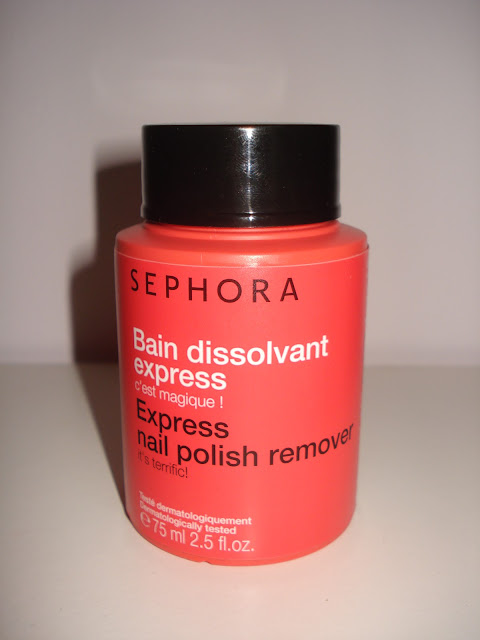 SEPHORA
Bain dissolvant
express
c'est magique !
Express
nail polish remover
it's terrific!
Testé dermatologiquement
Dermatologically tested
℮ 75 ml 2.5 fl.oz.